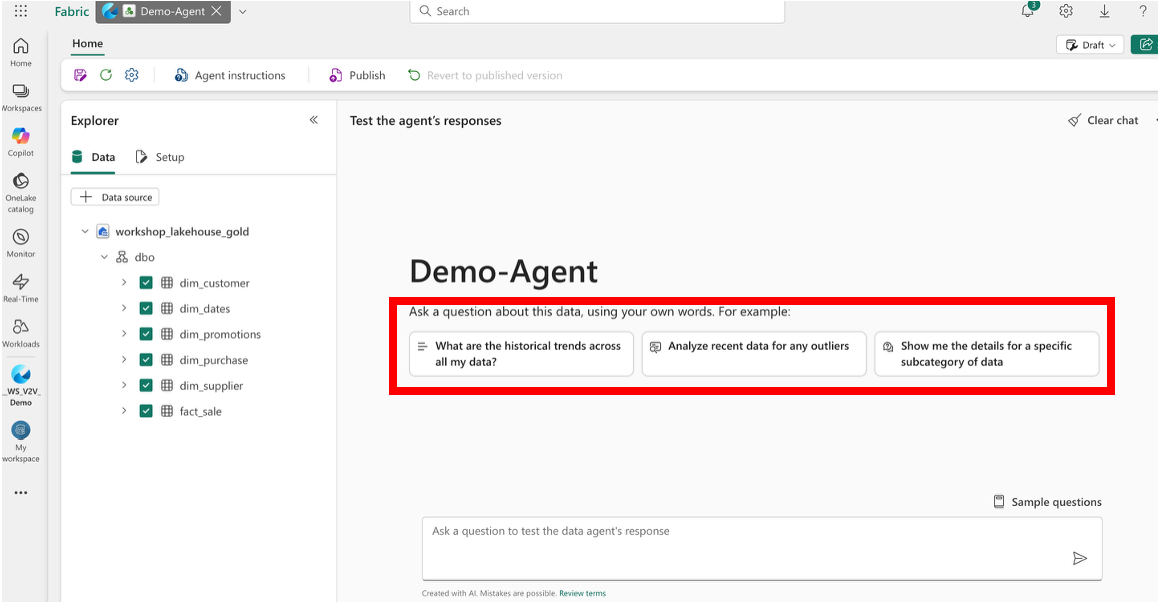 Fabric
Demo-Agent
Search
3
?
Home
Draft
Home
Workspaces
Copilot
OneLake
catalog
Monitor
Real-Time
Workloads
_WS_V2V_
Demo
My
workspace
...
Agent instructions
Publish
Revert to published version
Explorer
Data
Setup
Data source
workshop_lakehouse_gold
dbo
dim_customer
dim_dates
dim_promotions
dim_purchase
dim_supplier
fact_sale
Test the agent's responses
Clear chat
Demo-Agent
Ask a question about this data, using your own words. For example:
What are the historical trends across
all my data?
Analyze recent data for any outliers
Show me the details for a specific
subcategory of data
Sample questions
Ask a question to test the data agent's response
Created with AI. Mistakes are possible. Review terms